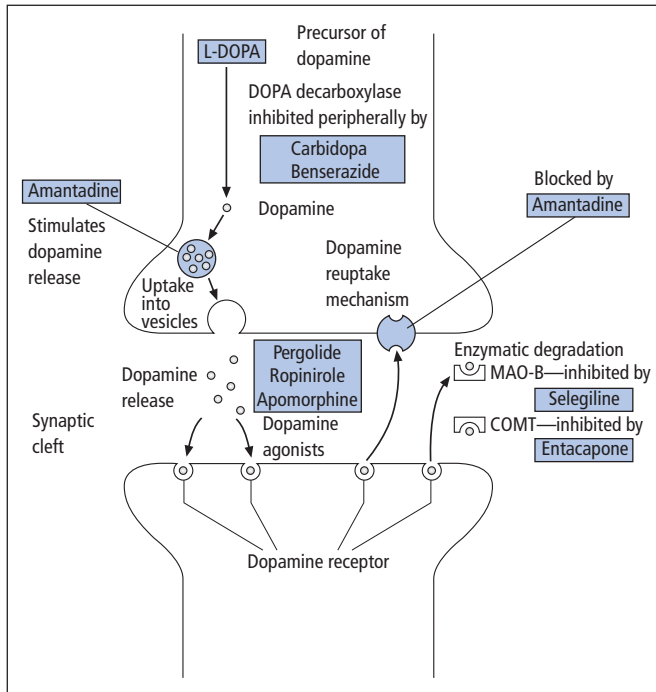 L-DOPA
Precursor of
dopamine
DOPA decarboxylase
inhibited peripherally by
Carbidopa
Benserazide
Amantadine
Stimulates
dopamine
release
Dopamine
Blocked by
Amantadine
Dopamine
reuptake
mechanism
Uptake
into
vesicles
Pergolide
Ropinirole
Apomorphine
Dopamine
agonists
Dopamine
release
Enzymatic degradation
MAO-B—inhibited by
Selegiline
COMT—inhibited by
Entacapone
Synaptic
cleft
Dopamine receptor